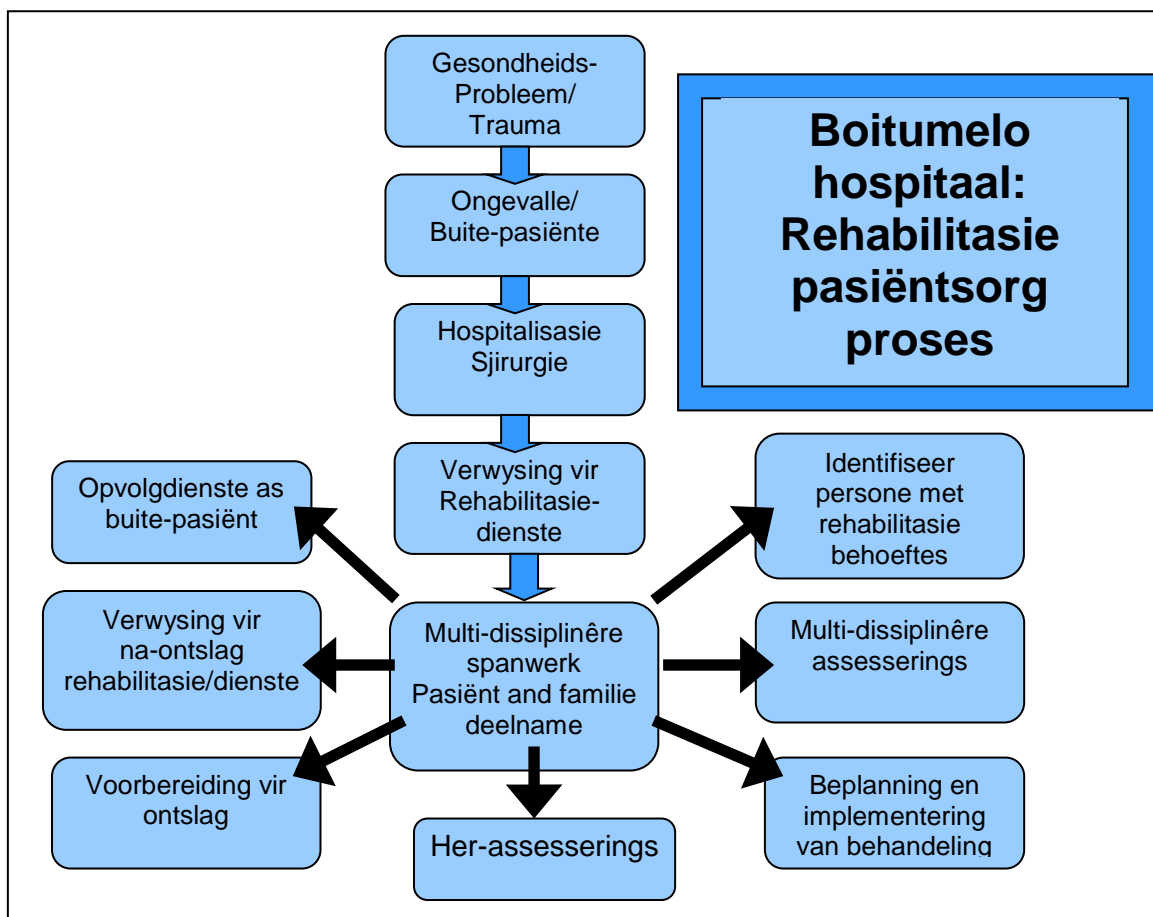 Gesondheids-
Probleem/
Trauma
Boitumelo
hospitaal:
Rehabilitasie
pasiëntsorg
proses
Ongevalle/
Buite-pasiënte
Hospitalisasie
Sjirurgie
Verwysing vir
Rehabilitasie-
dienste
Opvolgdienste as
buite-pasiënt
Identifiseer
persone met
rehabilitasie
behoeftes
Verwysing vir
na-ontslag
rehabilitasie/dienste
Multi-dissiplinêre
spanwerk
Pasiënt and familie
deelname
Multi-dissiplinêre
assesserings
Voorbereiding vir
ontslag
Her-assesserings
Beplanning en
implementering
van behandeling